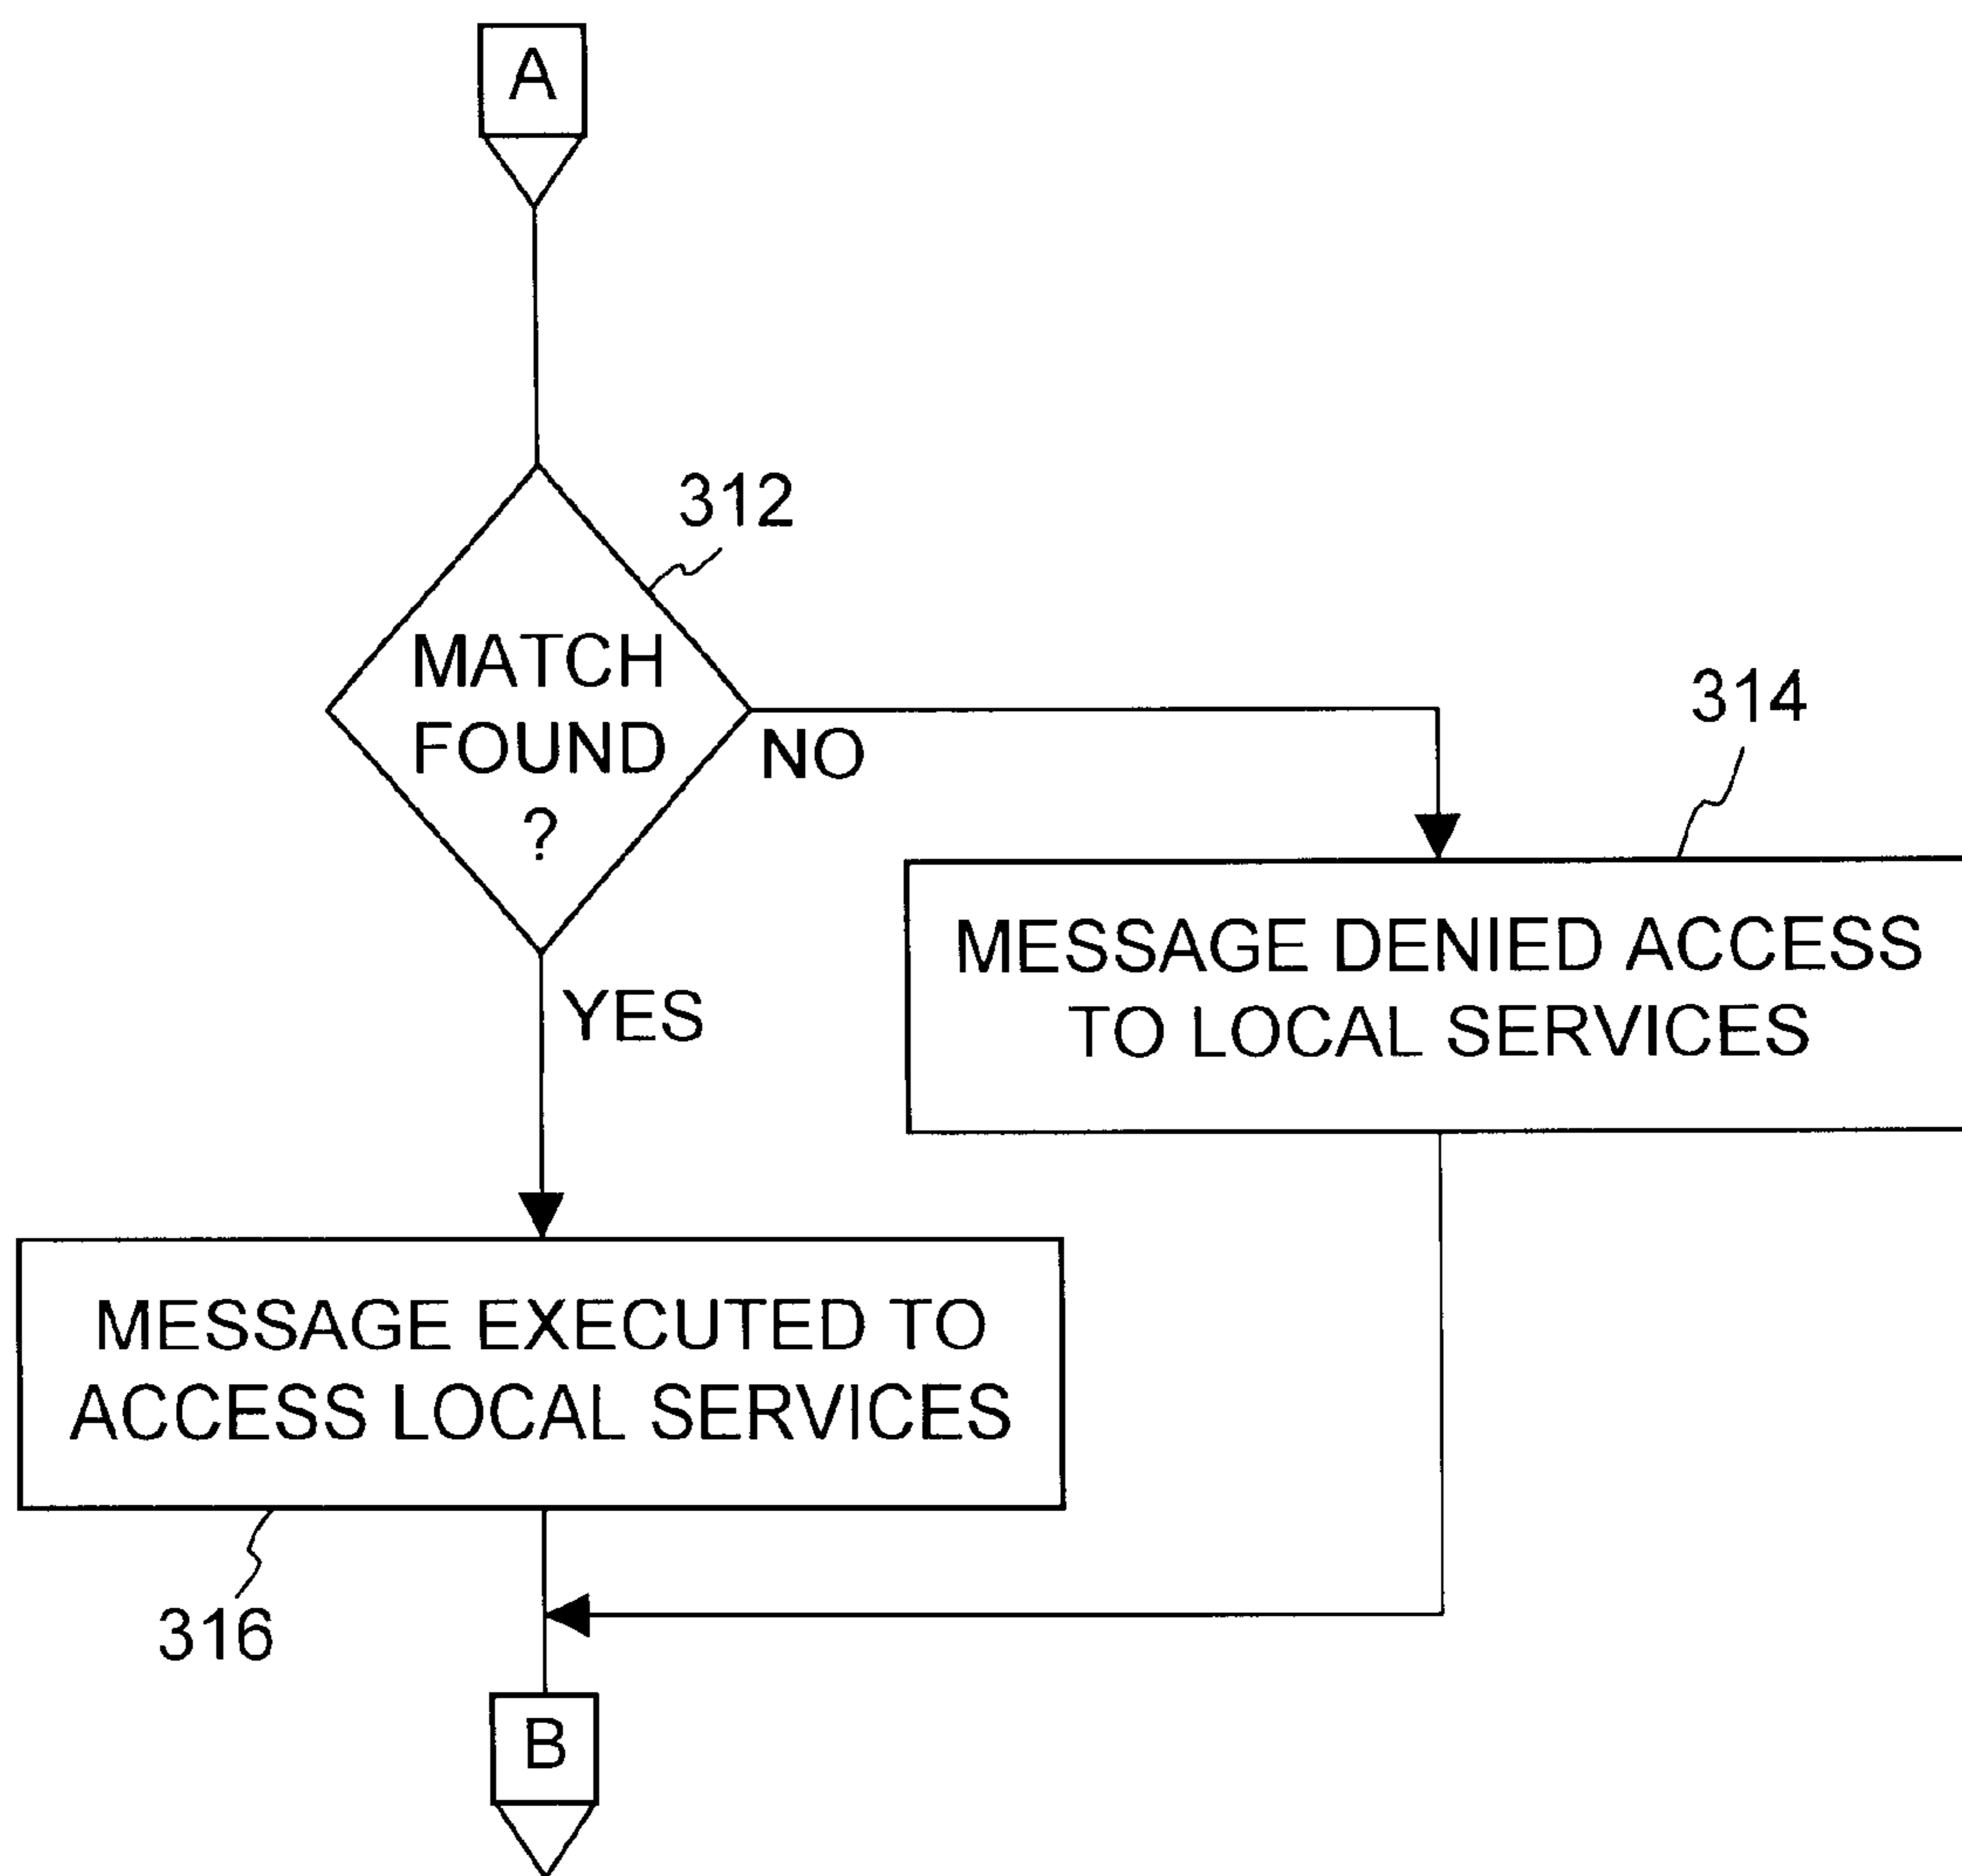 A
312
MATCH
FOUND
?
NO
314
MESSAGE DENIED ACCESS
TO LOCAL SERVICES
YES
MESSAGE EXECUTED TO
ACCESS LOCAL SERVICES
316
B